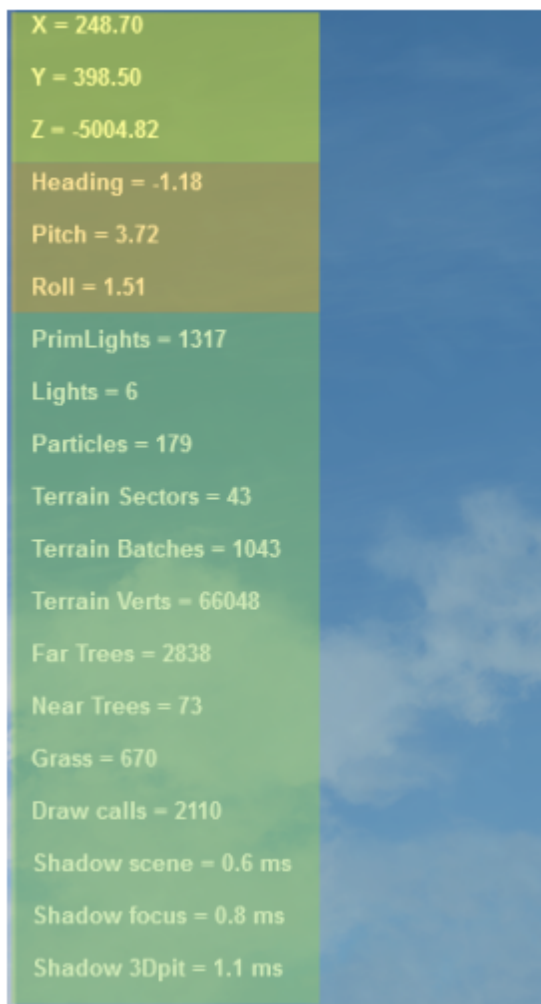 X = 248.70
Y = 398.50
Z = -5004.82
Heading = -1.18
Pitch = 3.72
Roll = 1.51
PrimLights = 1317
Lights = 6
Particles = 179
Terrain Sectors = 43
Terrain Batches = 1043
Terrain Verts = 66048
Far Trees = 2838
Near Trees = 73
Grass = 670
Draw calls = 2110
Shadow scene = 0.6 ms
Shadow focus = 0.8 ms
Shadow 3Dpit = 1.1 ms